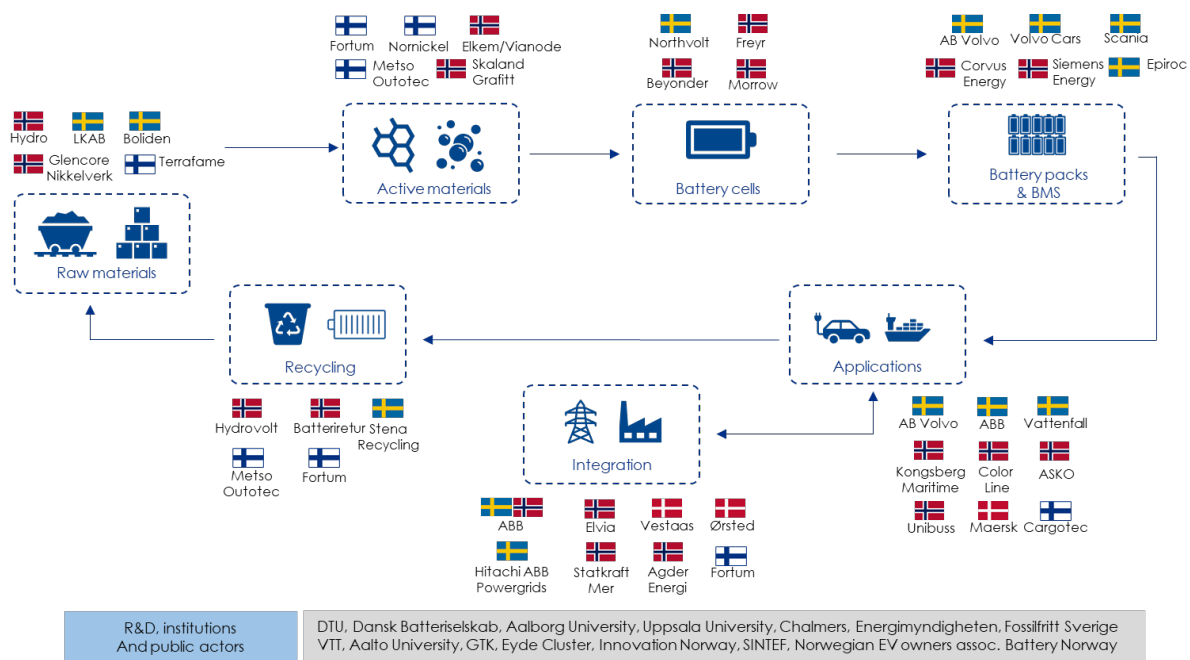 Fortum Nornickel Elkem/Vianode
Metso Outotec
Skaland Grafitt
Northvolt Freyr
Beyonder Morrow
AB Volvo Volvo Cars Scania
Corvus Energy
Siemens Energy
Epiroc
Hydro LKAB Boliden
Glencore Nikkelverk
Terrafame
Raw materials
Active materials
Battery cells
Battery packs
& BMS
Recycling
Applications
Integration
Hydrovolt Batteriretur Stena Recycling
Metso Outotec
Fortum
AB Volvo ABB Vattenfall
Kongsberg Maritime
Color Line
ASKO
Unibuss Maersk Cargotec
ABB Elvia Vestaas Ørsted
Hitachi ABB Powergrids
Statkraft Mer
Agder Energi
Fortum
R&D, institutions
And public actors
DTU, Dansk Batteriselskab, Aalborg University, Uppsala University, Chalmers, Energimyndigheten, Fossilfritt Sverige
VTT, Aalto University, GTK, Eyde Cluster, Innovation Norway, SINTEF, Norwegian EV owners assoc. Battery Norway